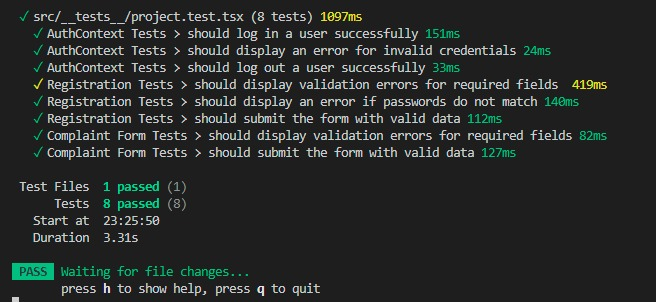 ✓ src/__tests__/project.test.tsx (8 tests) 1097ms
✓ AuthContext Tests > should log in a user successfully 151ms
✓ AuthContext Tests > should display an error for invalid credentials 24ms
✓ AuthContext Tests > should log out a user successfully 33ms
✓ Registration Tests > should display validation errors for required fields 419ms
✓ Registration Tests > should display an error if passwords do not match 140ms
✓ Registration Tests > should submit the form with valid data 112ms
✓ Complaint Form Tests > should display validation errors for required fields 82ms
✓ Complaint Form Tests > should submit the form with valid data 127ms
Test Files 1 passed (1)
Tests 8 passed (8)
Start at 23:25:50
Duration 3.31s
PASS Waiting for file changes...
press h to show help, press q to quit